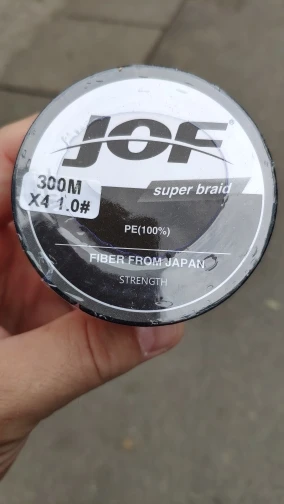 JOF
300M
X4 1.0#
super braid
PE(100%)
FIBER FROM JAPAN
STRENGTH